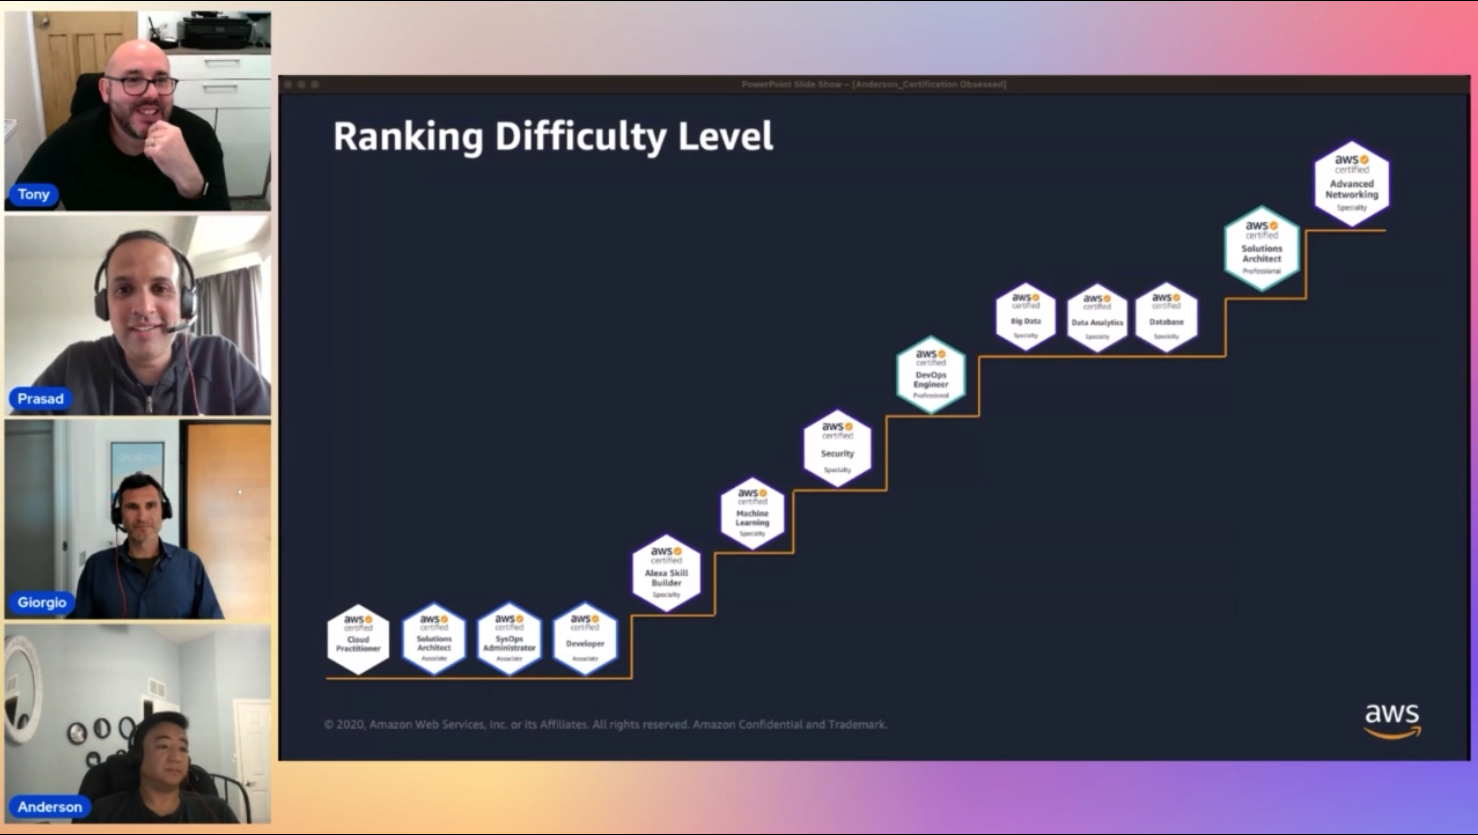 Tony
Prasad
Giorgio
Anderson
PowerPoint Slide Show – [Anderson_Certification Obsessed]
Ranking Difficulty Level
aws
certified
Advanced
Networking
Specialty
aws
certified
Solutions
Architect
Professional
aws
certified
Big Data
Specialty
aws
certified
Data Analytics
Specialty
aws
certified
Database
Specialty
aws
certified
DevOps
Engineer
Professional
aws
certified
Security
Specialty
aws
certified
Machine
Learning
Specialty
aws
certified
Alexa Skill
Builder
Specialty
aws
certified
Cloud
Practitioner
aws
certified
Solutions
Architect
Associate
aws
certified
SysOps
Administrator
Associate
aws
certified
Developer
Associate
© 2020, Amazon Web Services, Inc. or its Affiliates. All rights reserved. Amazon Confidential and Trademark.
aws